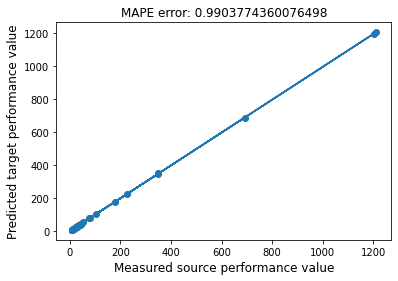 MAPE error: 0.9903774360076498
Predicted target performance value
1200
1000
800
600
400
200
0
0 200 400 600 800 1000 1200
Measured source performance value